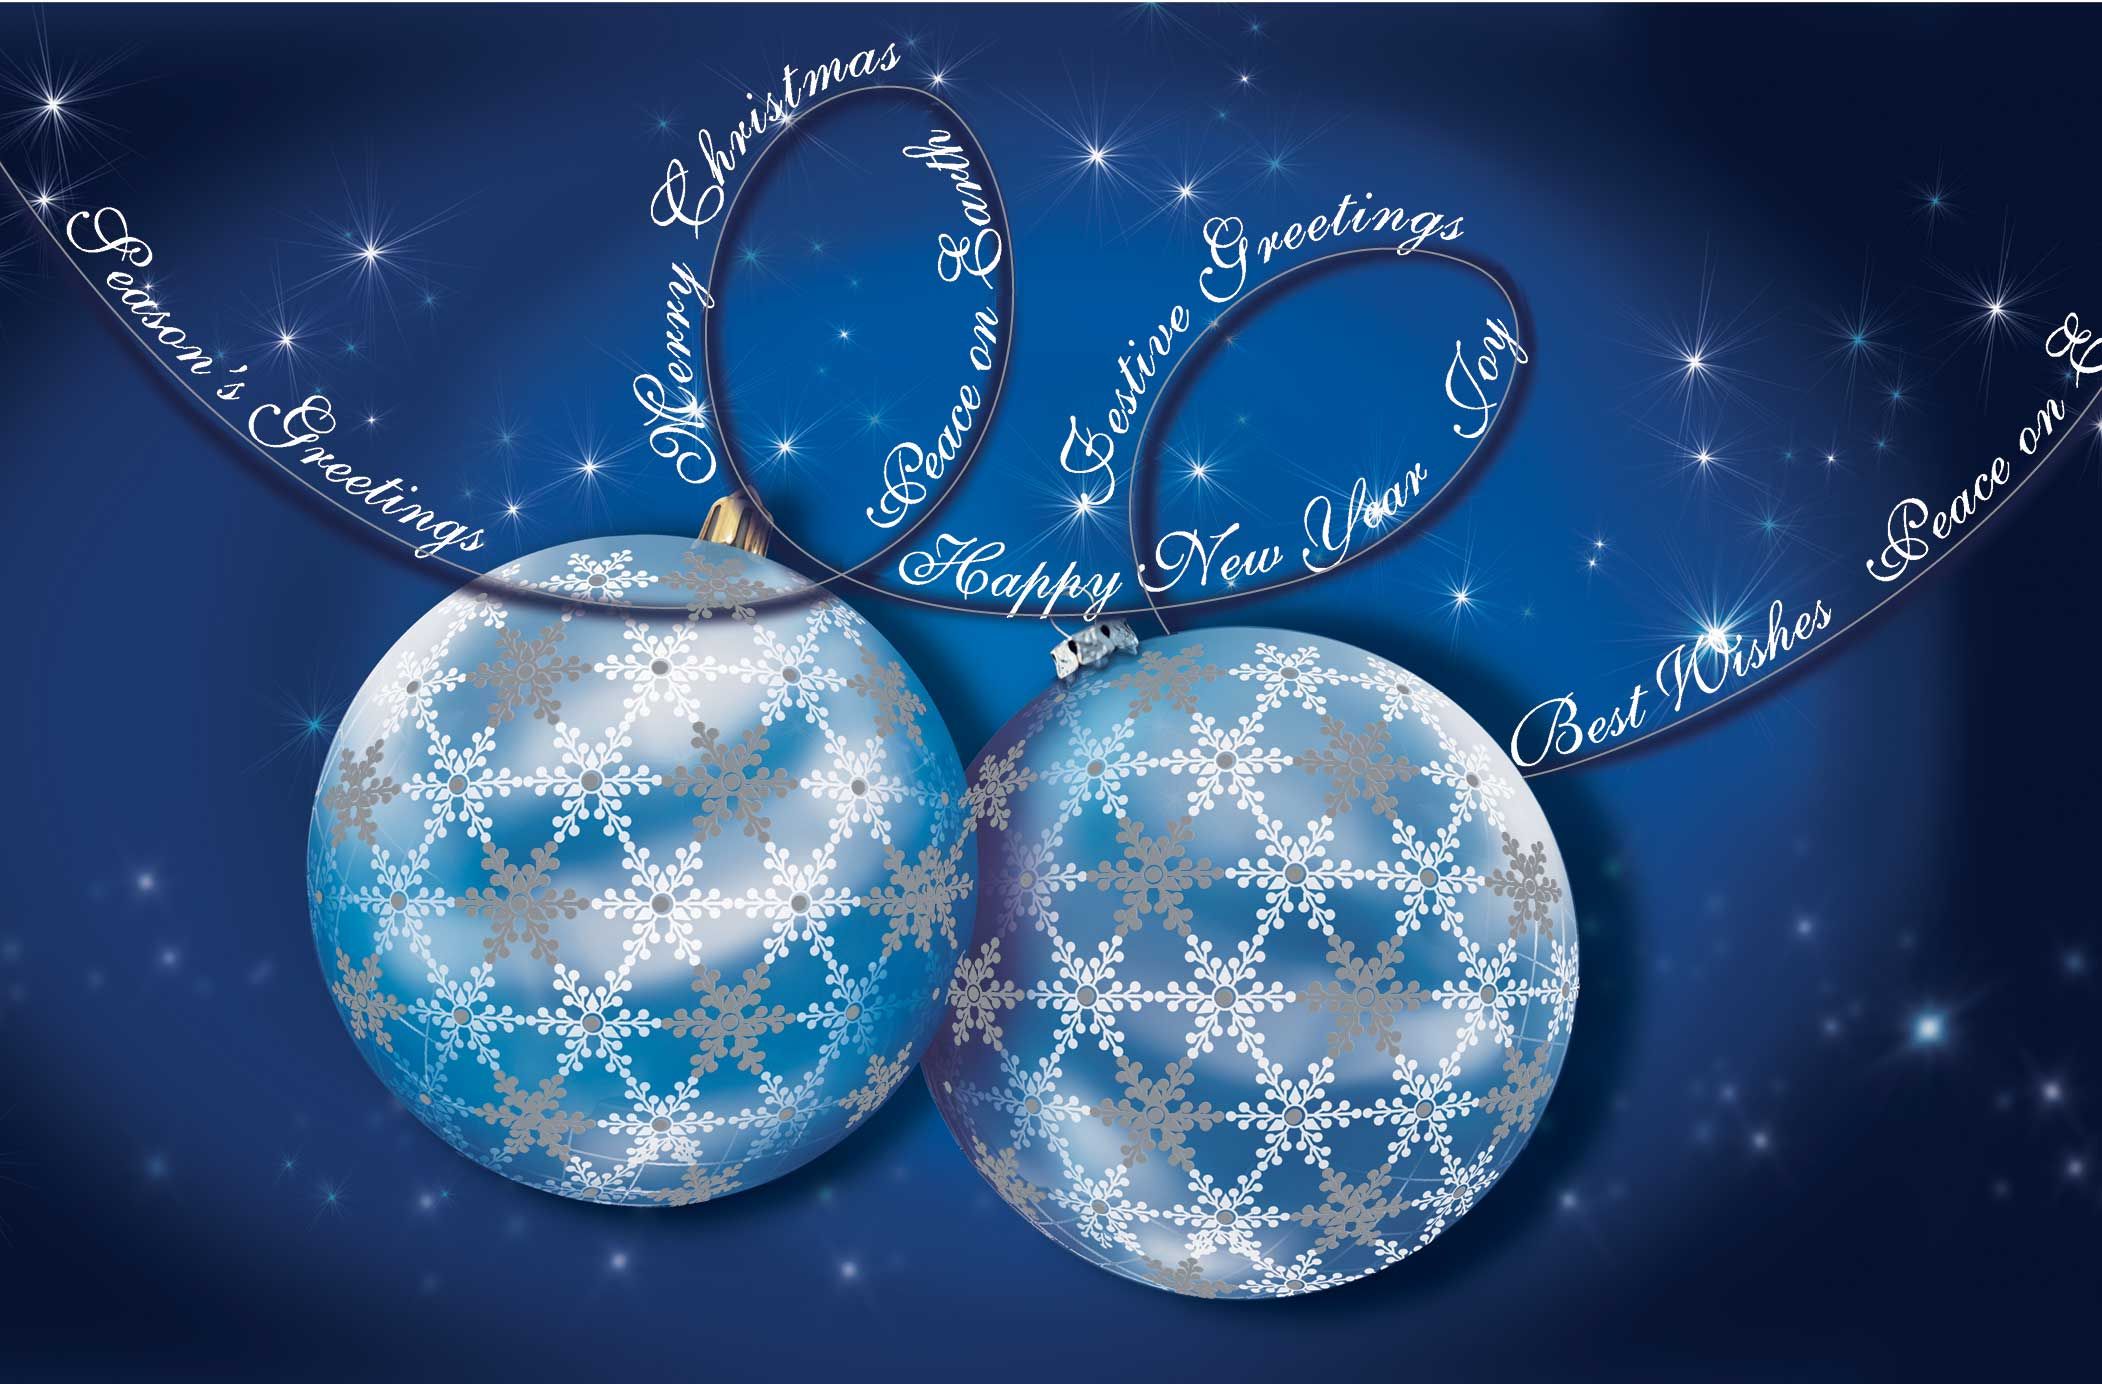 Season's Greetings
Merry Christmas
Peace on Earth
Happy New Year
Joy
Festive Greetings
Best Wishes
Peace on